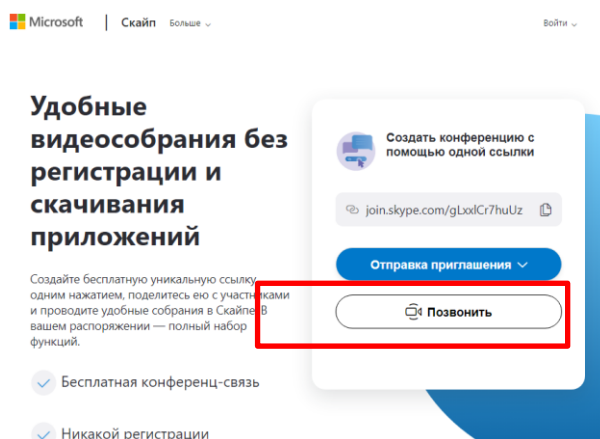 Microsoft
Скайп
Больше
Войти
Удобные
видеособрания без
регистрации и
скачивания
приложений
Создайте бесплатную уникальную ссылку
одним нажатием, поделитесь ею с участниками
и проводите удобные собрания в Скайпе. В
вашем распоряжении — полный набор
функций.
Бесплатная конференц-связь
Никакой регистрации
Создать конференцию с
помощью одной ссылки
join.skype.com/gLxxlCr7huUz
Отправка приглашения
Позвонить